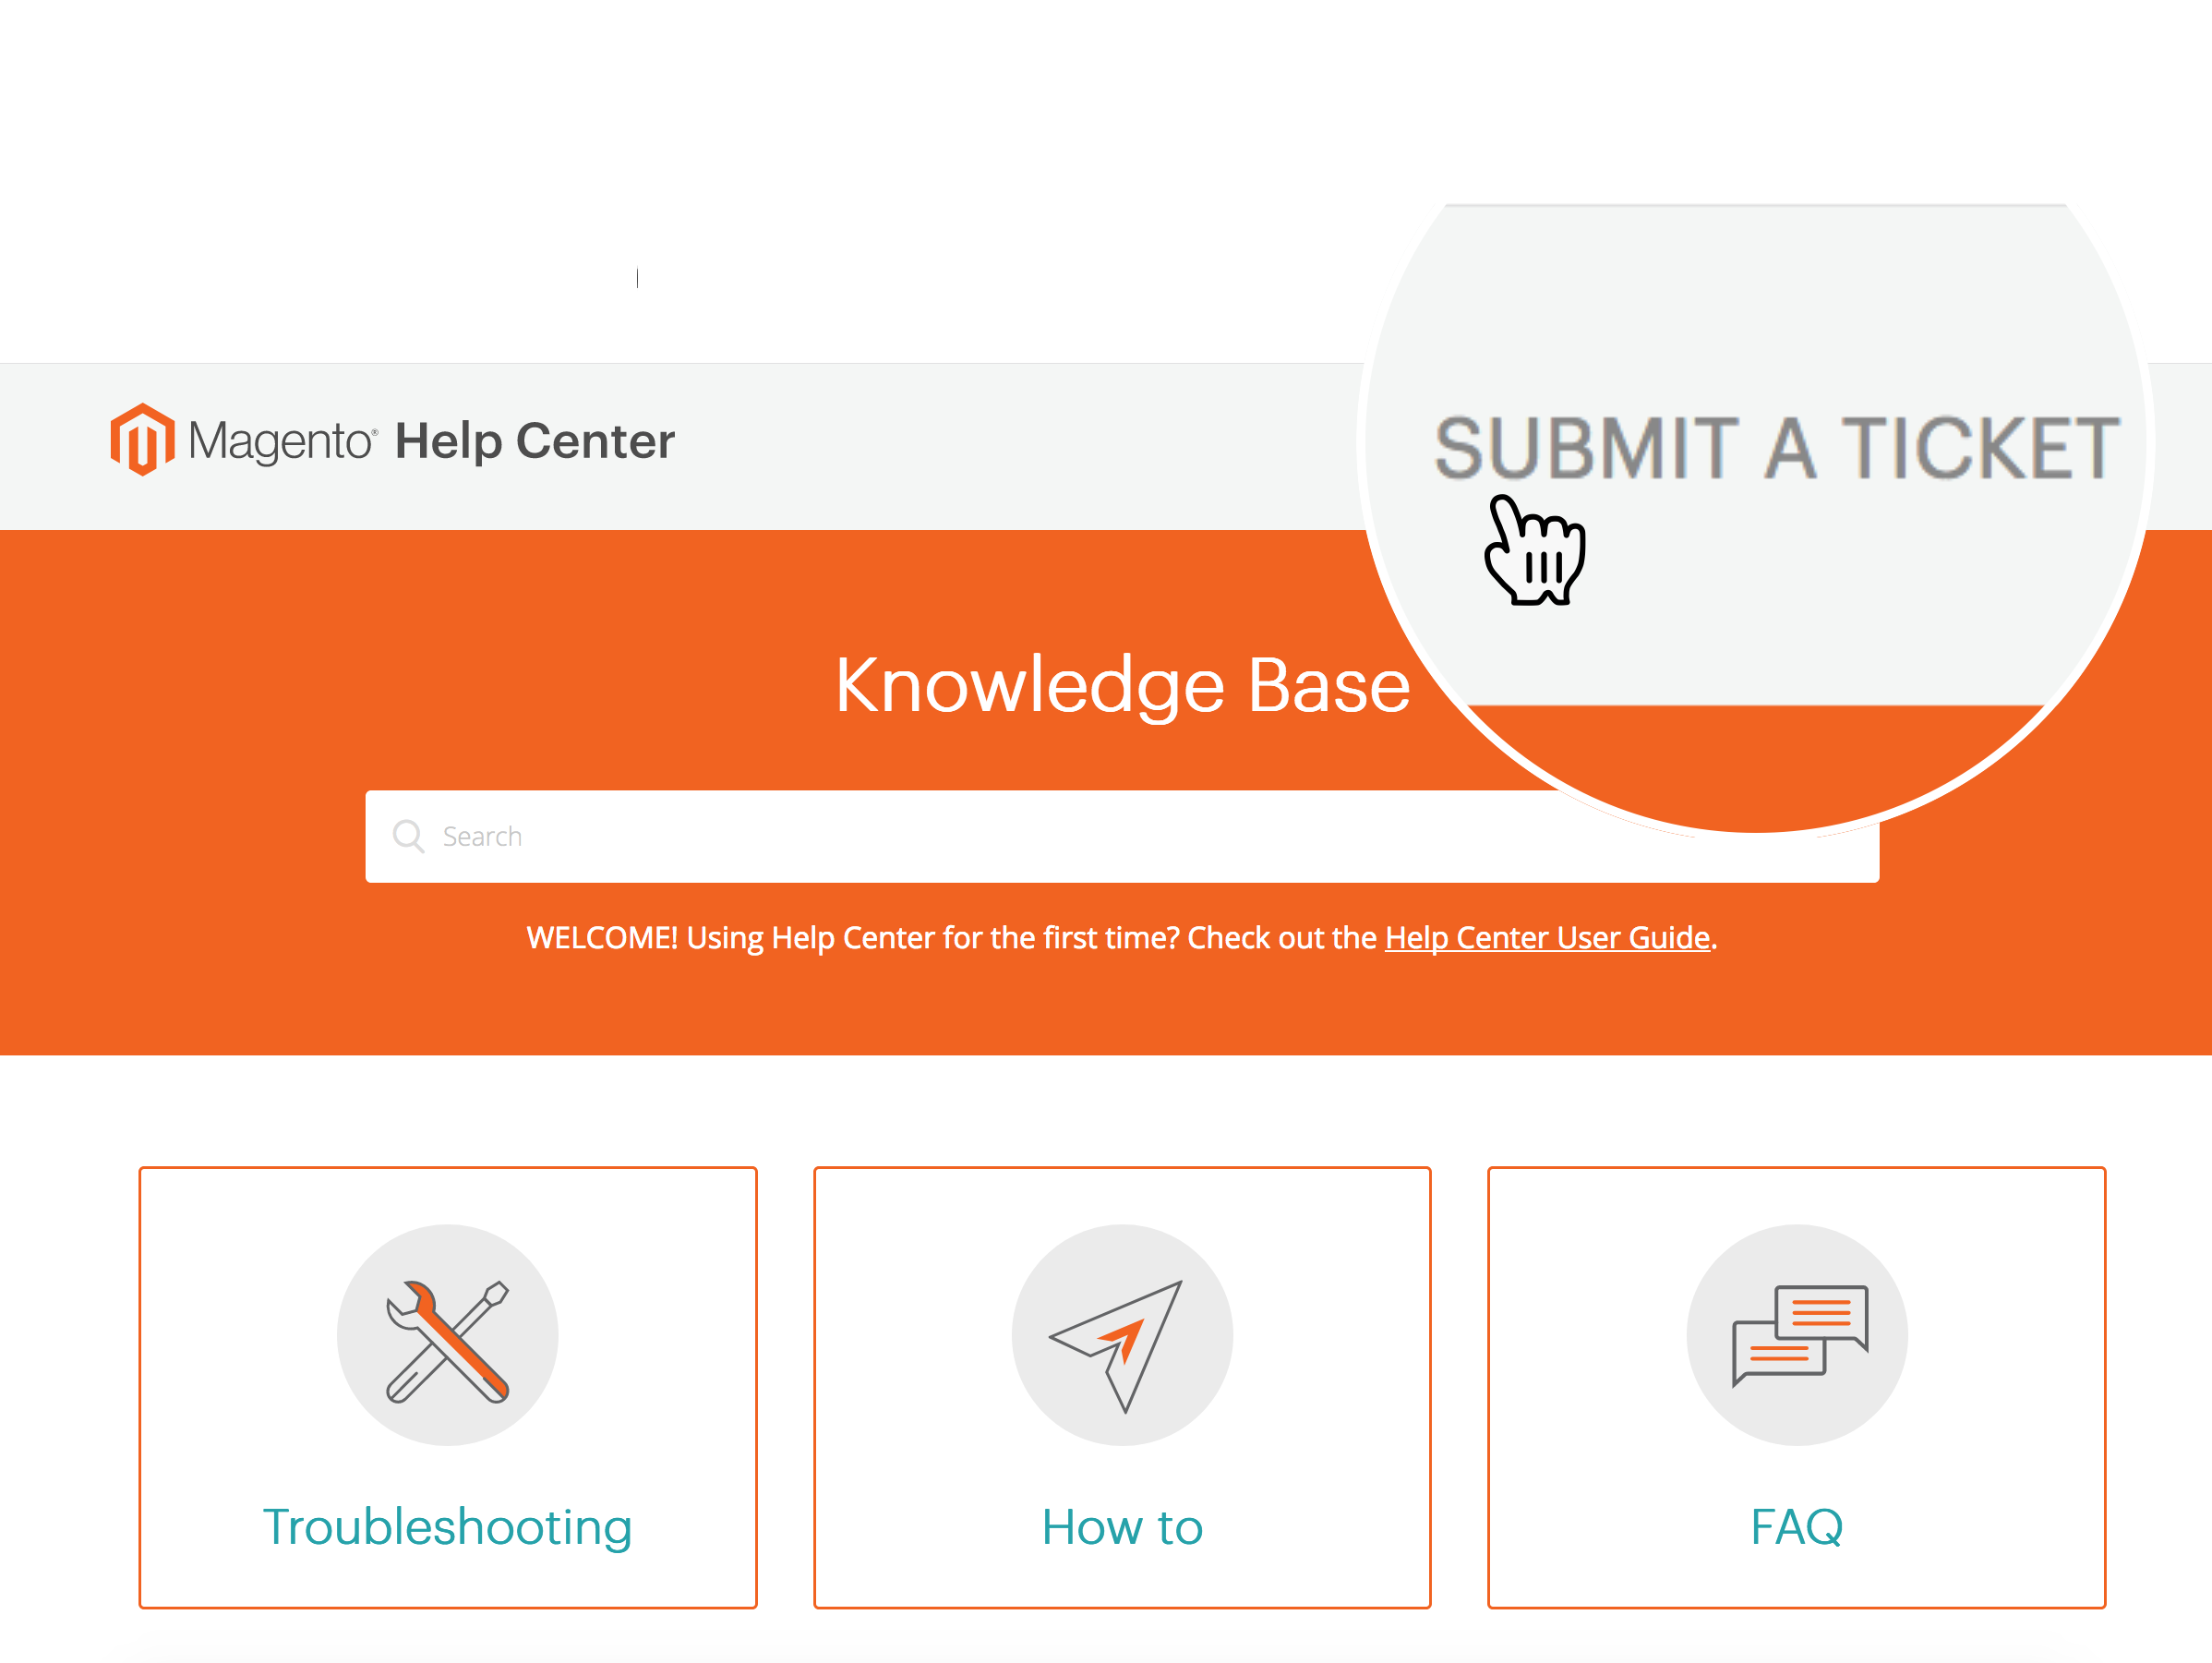 Magento® Help Center
SUBMIT A TICKET
Knowledge Base
Search
WELCOME! Using Help Center for the first time? Check out the Help Center User Guide.
Troubleshooting
How to
FAQ